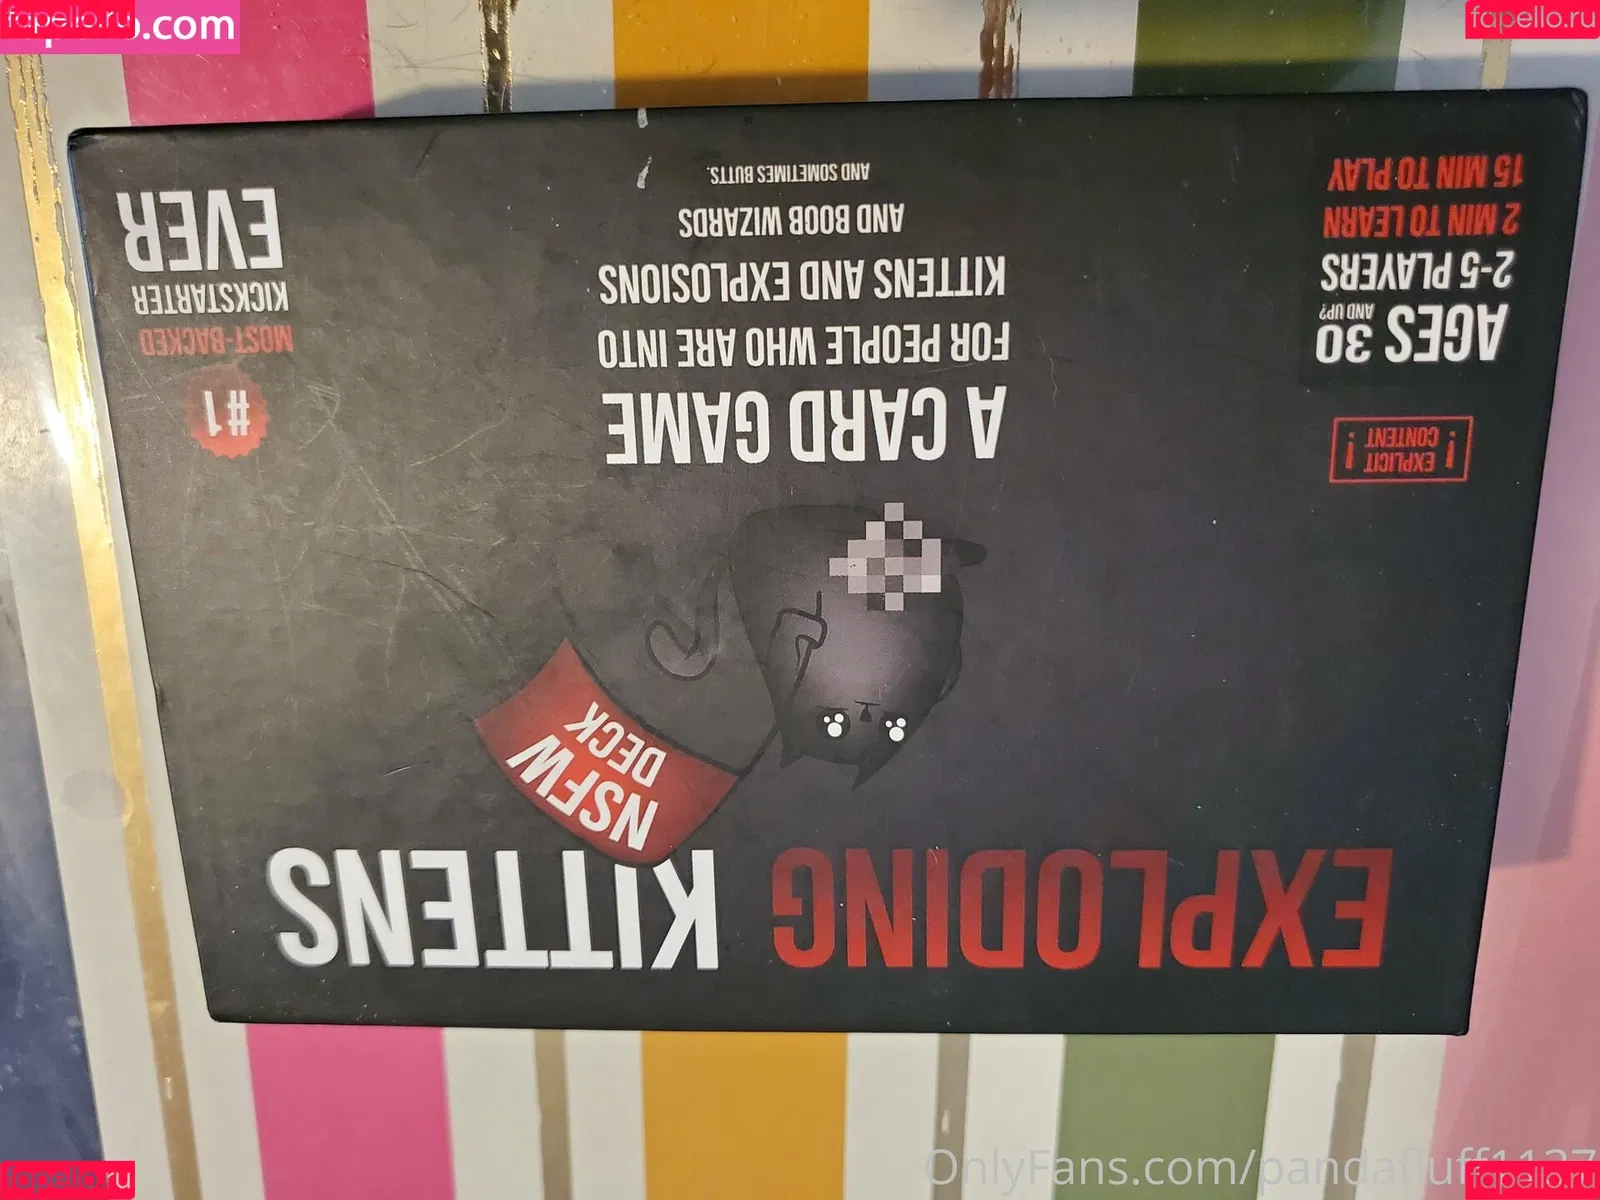 EXPLODING KITTENS
NSFW
DECK
! EXPLICIT CONTENT !
AGES 30 AND UP?
2-5 PLAYERS
2 MIN TO LEARN
15 MIN TO PLAY
A CARD GAME
FOR PEOPLE WHO ARE INTO
KITTENS AND EXPLOSIONS
AND BOOB WIZARDS
AND SOMETIMES BUTTS.
#1
MOST-BACKED
KICKSTARTER
EVER
fapello.ru
.com
fapello.ru
fapello.ru
fapello.ru
OnlyFans.com/pandafluff1127